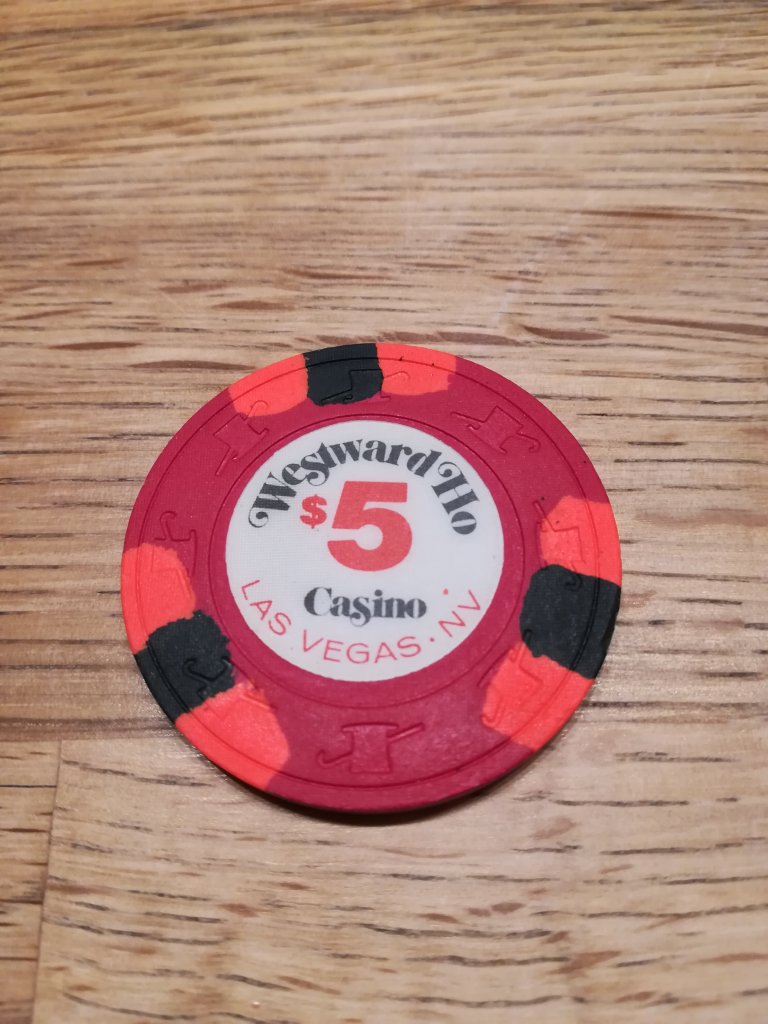 Westward Ho
$5
Casino
LAS VEGAS · NV